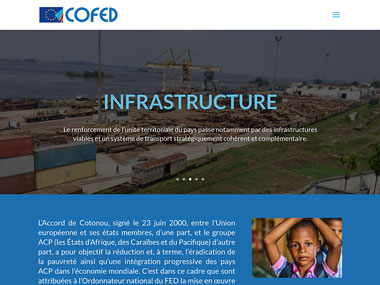 COFED
INFRASTRUCTURE
Le renforcement de l'unité territoriale du pays passe notamment par des infrastructures
viables et un système de transport stratégiquement cohérent et complémentaire.
L'Accord de Cotonou, signé le 23 juin 2000, entre l'Union
européenne et ses états membres, d'une part, et le groupe
ACP (les États d'Afrique, des Caraïbes et du Pacifique) d'autre
part, a pour objectif la réduction et, à terme, l'éradication de
la pauvreté ainsi qu'une intégration progressive des pays
ACP dans l'économie mondiale. C'est dans ce cadre que sont
attribuées à l'Ordonnateur national du FED la mise en œuvre